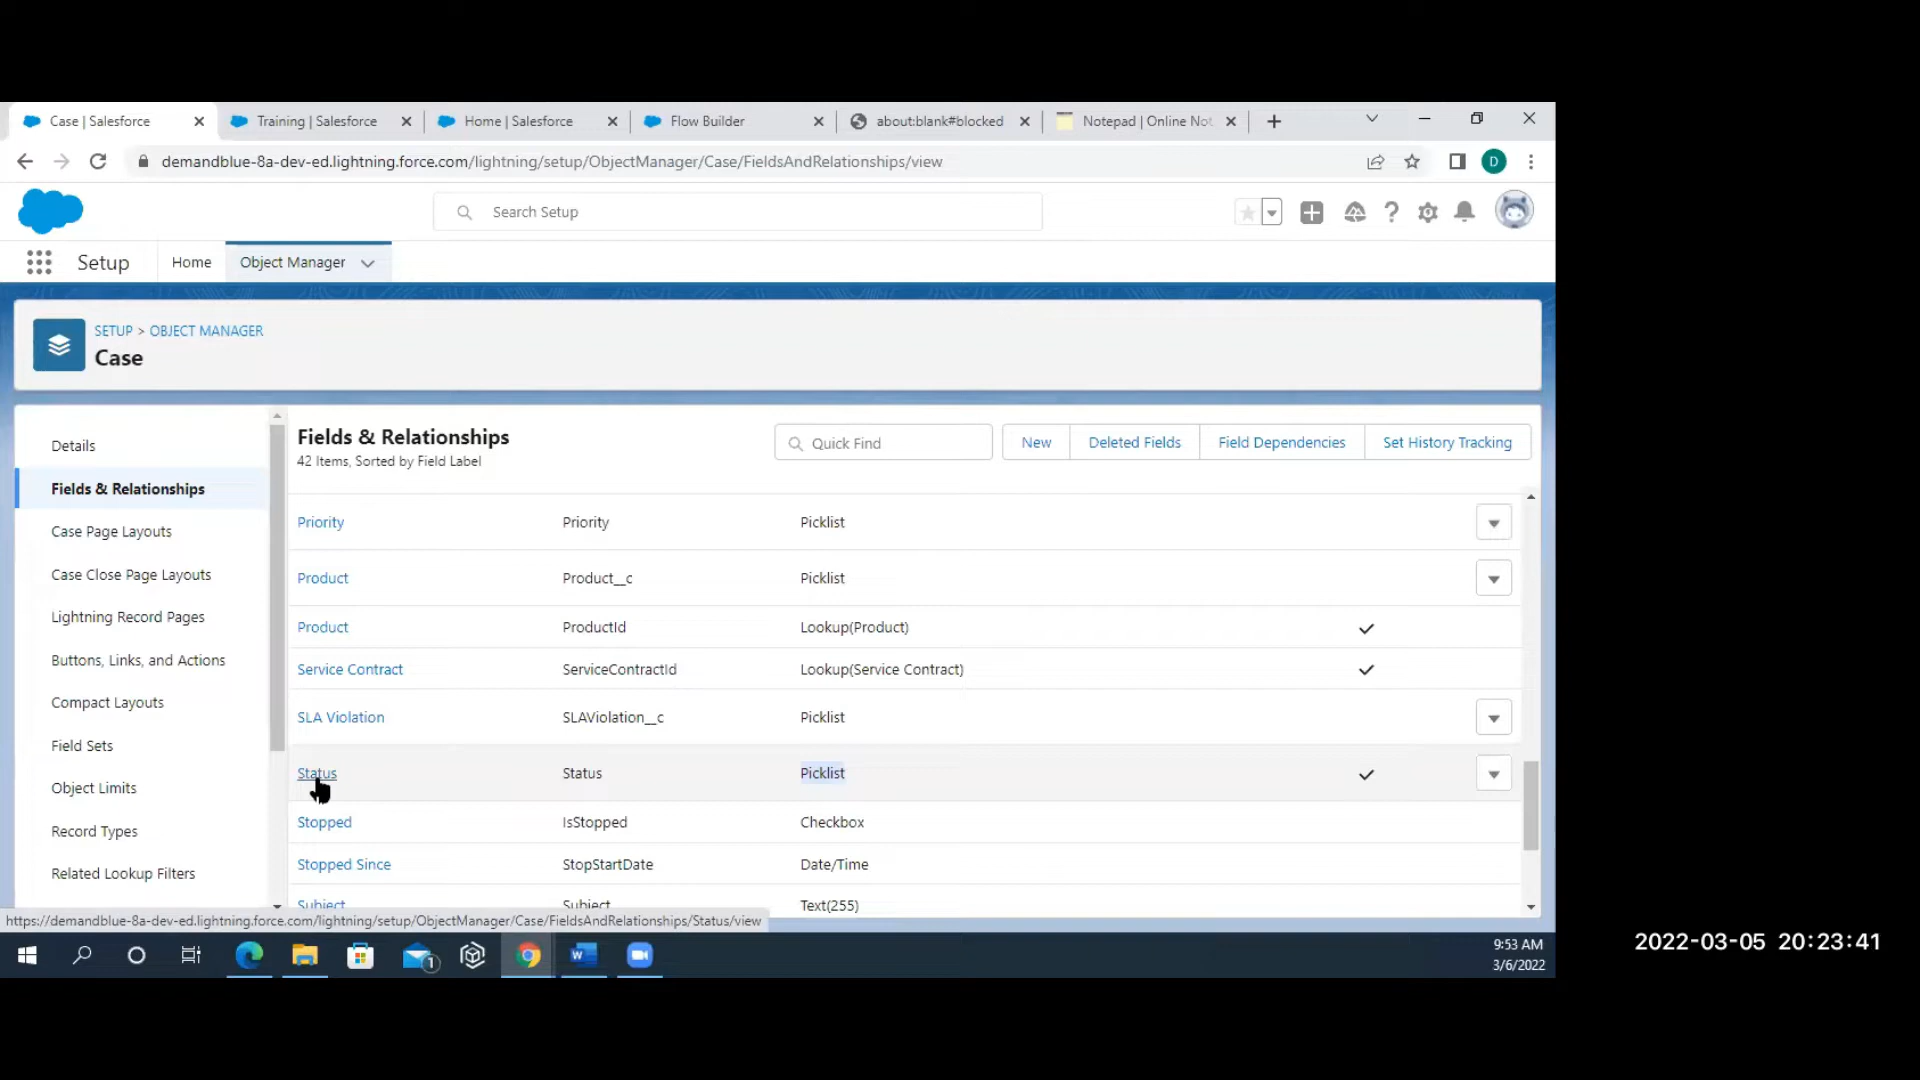 Case | Salesforce
Training | Salesforce
Home | Salesforce
Flow Builder
about:blank#blocked
Notepad | Online Not
demandblue-8a-dev-ed.lightning.force.com/lightning/setup/ObjectManager/Case/FieldsAndRelationships/view
D
Search Setup
Setup
Home
Object Manager
SETUP > OBJECT MANAGER
Case
Details
Fields & Relationships
Case Page Layouts
Case Close Page Layouts
Lightning Record Pages
Buttons, Links, and Actions
Compact Layouts
Field Sets
Object Limits
Record Types
Related Lookup Filters
Fields & Relationships
42 Items, Sorted by Field Label
Quick Find
New
Deleted Fields
Field Dependencies
Set History Tracking
Priority Priority Picklist
Product Product__c Picklist
Product ProductId Lookup(Product)
Service Contract ServiceContractId Lookup(Service Contract)
SLA Violation SLAViolation__c Picklist
Status Status Picklist
Stopped IsStopped Checkbox
Stopped Since StopStartDate Date/Time
Subject Subject Text(255)
https://demandblue-8a-dev-ed.lightning.force.com/lightning/setup/ObjectManager/Case/FieldsAndRelationships/Status/view
1
9:53 AM
3/6/2022
2022-03-05 20:23:41